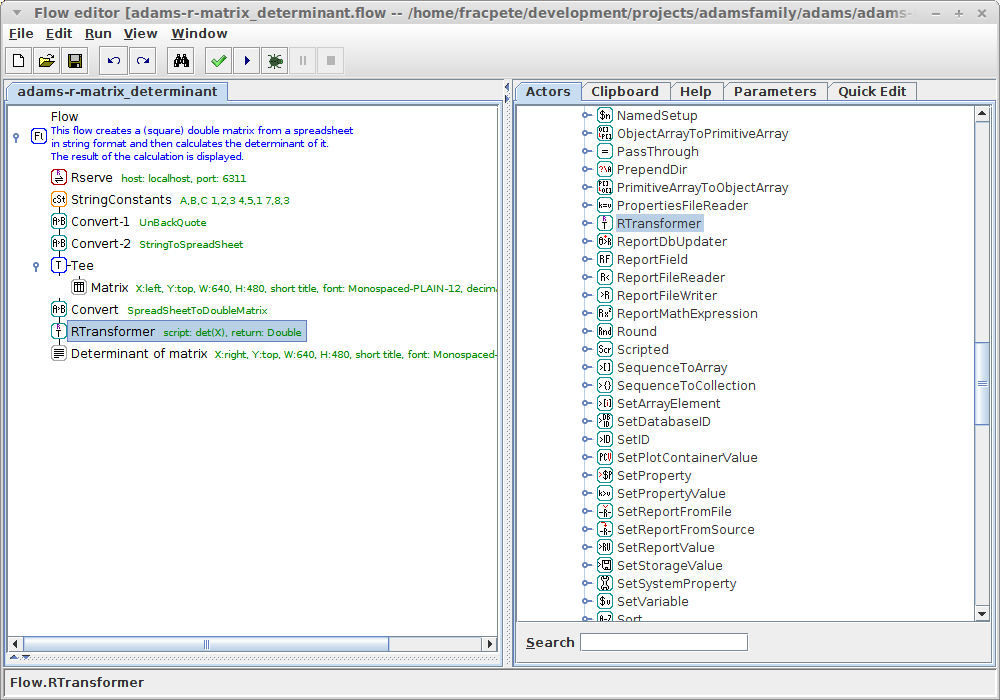 Flow editor [adams-r-matrix_determinant.flow -- /home/fracpete/development/projects/adamsfamily/adams/adams-
File Edit Run View Window
adams-r-matrix_determinant
Flow
This flow creates a (square) double matrix from a spreadsheet
in string format and then calculates the determinant of it.
The result of the calculation is displayed.
Rserve host: localhost, port: 6311
StringConstants A,B,C 1,2,3 4,5,1 7,8,3
Convert-1 UnBackQuote
Convert-2 StringToSpreadSheet
Tee
Matrix X:left, Y:top, W:640, H:480, short title, font: Monospaced-PLAIN-12, decim
Convert SpreadSheetToDoubleMatrix
RTransformer script: det(X), return: Double
Determinant of matrix X:right, Y:top, W:640, H:480, short title, font: Monospaced-
Actors Clipboard Help Parameters Quick Edit
NamedSetup
ObjectArrayToPrimitiveArray
PassThrough
PrependDir
PrimitiveArrayToObjectArray
PropertiesFileReader
RTransformer
ReportDbUpdater
ReportField
ReportFileReader
ReportFileWriter
ReportMathExpression
Round
Scripted
SequenceToArray
SequenceToCollection
SetArrayElement
SetDatabaseID
SetID
SetPlotContainerValue
SetProperty
SetPropertyValue
SetReportFromFile
SetReportFromSource
SetReportValue
SetStorageValue
SetSystemProperty
SetVariable
Sort
Search
Flow.RTransformer